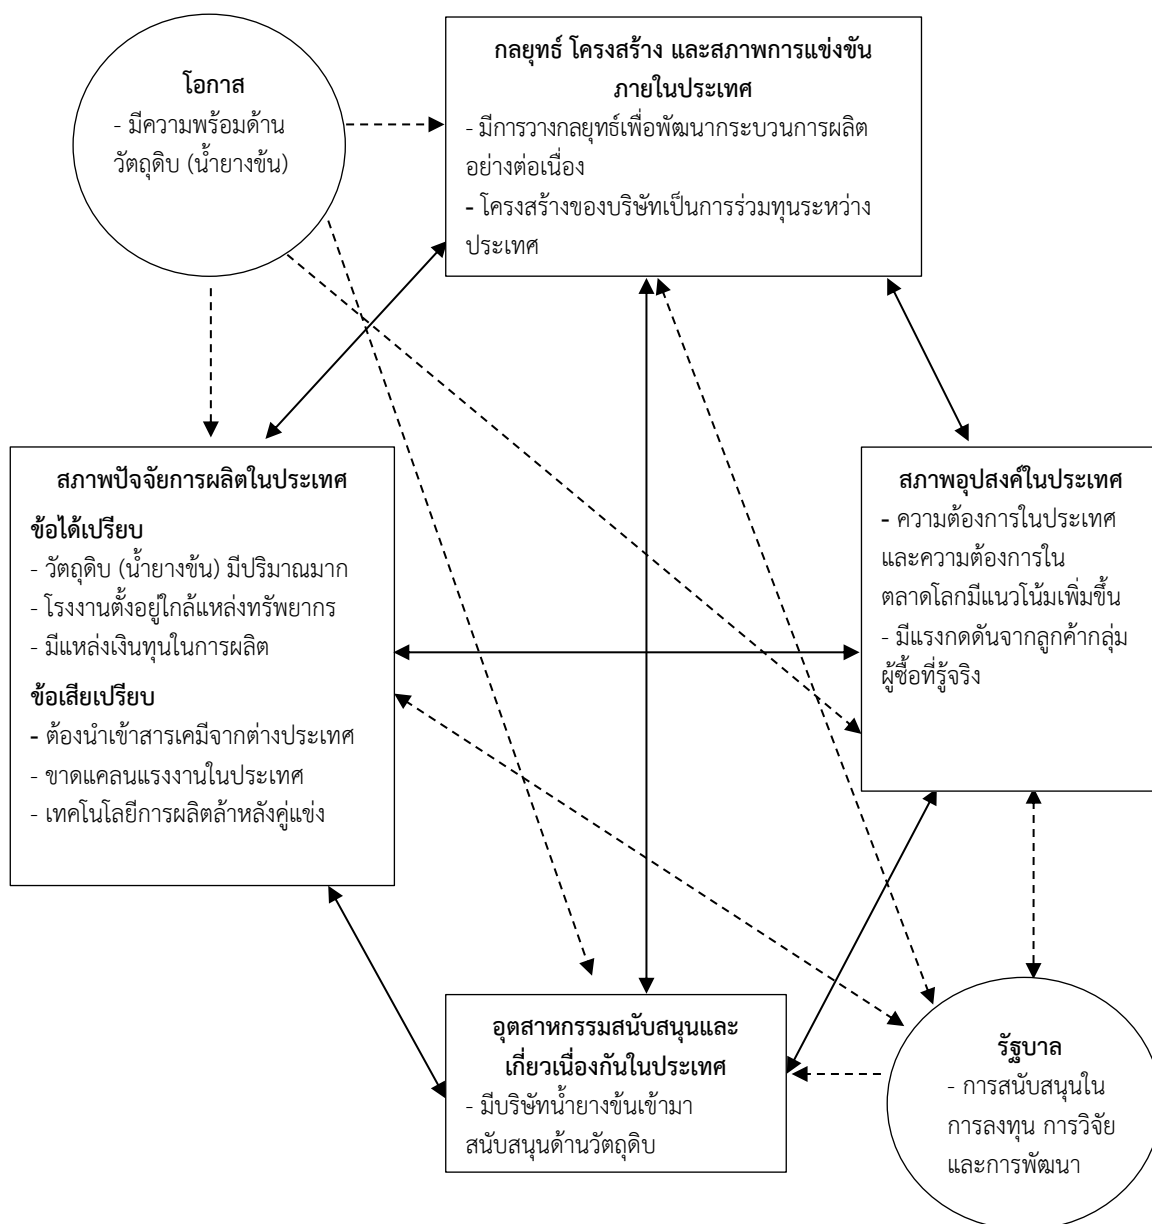 โอกาส
- มีความพร้อมด้าน
วัตถุดิบ (น้ำยางข้น)
กลยุทธ์ โครงสร้าง และสภาพการแข่งขัน
ภายในประเทศ
- มีการวางกลยุทธ์เพื่อพัฒนากระบวนการผลิต
อย่างต่อเนื่อง
- โครงสร้างของบริษัทเป็นการร่วมทุนระหว่าง
ประเทศ
สภาพปัจจัยการผลิตในประเทศ
ข้อได้เปรียบ
- วัตถุดิบ (น้ำยางข้น) มีปริมาณมาก
- โรงงานตั้งอยู่ใกล้แหล่งทรัพยากร
- มีแหล่งเงินทุนในการผลิต
ข้อเสียเปรียบ
- ต้องนำเข้าสารเคมีจากต่างประเทศ
- ขาดแคลนแรงงานในประเทศ
- เทคโนโลยีการผลิตล้าหลังคู่แข่ง
สภาพอุปสงค์ในประเทศ
- ความต้องการในประเทศ
และความต้องการใน
ตลาดโลกมีแนวโน้มเพิ่มขึ้น
- มีแรงกดดันจากลูกค้ากลุ่ม
ผู้ซื้อที่รู้จริง
อุตสาหกรรมสนับสนุนและ
เกี่ยวเนื่องกันในประเทศ
- มีบริษัทน้ำยางข้นเข้ามา
สนับสนุนด้านวัตถุดิบ
รัฐบาล
- การสนับสนุนใน
การลงทุน การวิจัย
และการพัฒนา